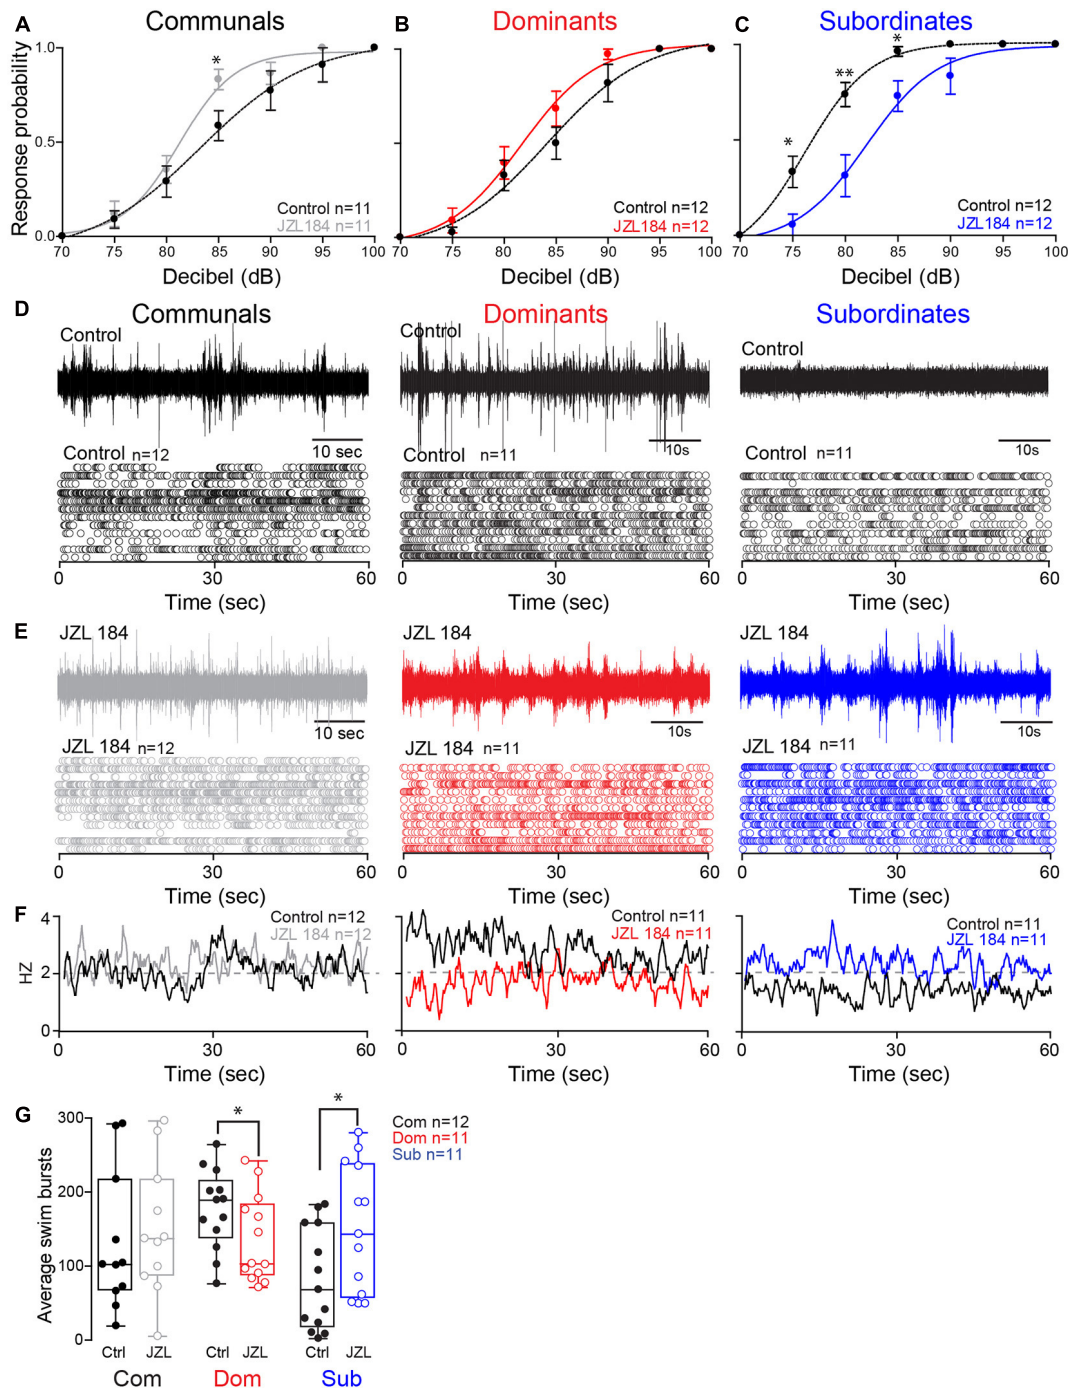 A Communals
B Dominants
C Subordinates
Response probability
1.0
0.5
0.0
*
Control n=11
JZL184 n=11
70 75 80 85 90 95 100
Decibel (dB)
Control n=12
JZL184 n=12
70 75 80 85 90 95 100
Decibel (dB)
*
**
*
Control n=12
JZL184 n=12
70 75 80 85 90 95 100
Decibel (dB)
D Communals
Dominants
Subordinates
Control
10 sec
Control n=12
0 30 60
Time (sec)
Control
10s
Control n=11
0 30 60
Time (sec)
Control
10s
Control n=11
0 30 60
Time (sec)
E JZL 184
10 sec
JZL 184 n=12
0 30 60
Time (sec)
JZL 184
10s
JZL 184 n=11
0 30 60
Time (sec)
JZL 184
10s
JZL 184 n=11
0 30 60
Time (sec)
F
HZ
4
2
0
Control n=12
JZL 184 n=12
0 30 60
Time (sec)
Control n=11
JZL 184 n=11
0 30 60
Time (sec)
Control n=11
JZL 184 n=11
0 30 60
Time (sec)
G
Average swim bursts
300
200
100
0
*
*
Com n=12
Dom n=11
Sub n=11
Ctrl JZL Ctrl JZL Ctrl JZL
Com Dom Sub